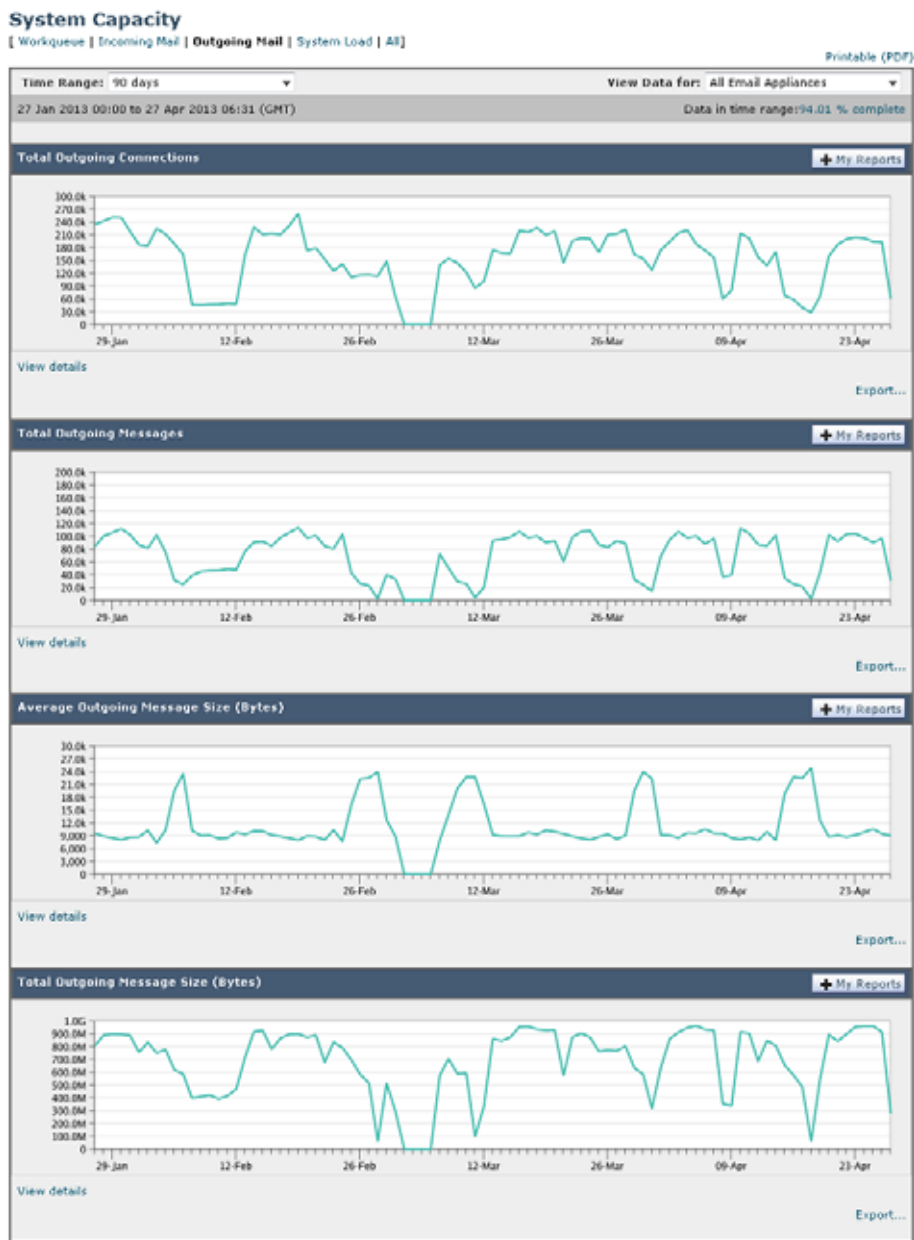 System Capacity
[ Workqueue | Incoming Mail | Outgoing Mail | System Load | All]
Printable (PDF)
Time Range: 90 days View Data for: All Email Appliances
27 Jan 2013 00:00 to 27 Apr 2013 06:31 (GMT) Data in time range:94.01 % complete
Total Outgoing Connections + My Reports
300.0k
270.0k
240.0k
210.0k
180.0k
150.0k
120.0k
90.0k
60.0k
30.0k
0
29-Jan 12-Feb 26-Feb 12-Mar 26-Mar 09-Apr 23-Apr
View details
Export...
Total Outgoing Messages + My Reports
200.0k
180.0k
160.0k
140.0k
120.0k
100.0k
80.0k
60.0k
40.0k
20.0k
0
29-Jan 12-Feb 26-Feb 12-Mar 26-Mar 09-Apr 23-Apr
View details
Export...
Average Outgoing Message Size (Bytes) + My Reports
30.0k
27.0k
24.0k
21.0k
18.0k
15.0k
12.0k
9,000
6,000
3,000
0
29-Jan 12-Feb 26-Feb 12-Mar 26-Mar 09-Apr 23-Apr
View details
Export...
Total Outgoing Message Size (Bytes) + My Reports
1.0G
900.0M
800.0M
700.0M
600.0M
500.0M
400.0M
300.0M
200.0M
100.0M
0
29-Jan 12-Feb 26-Feb 12-Mar 26-Mar 09-Apr 23-Apr
View details
Export...